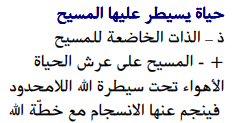 حياة يسيطر عليها المسيح
ذ – الذات الخاضعة للمسيح
+ - المسيح على عرش الحياة
الأهواء تحت سيطرة الله اللامحدود
فينجم عنها الانسجام مع خطّة الله